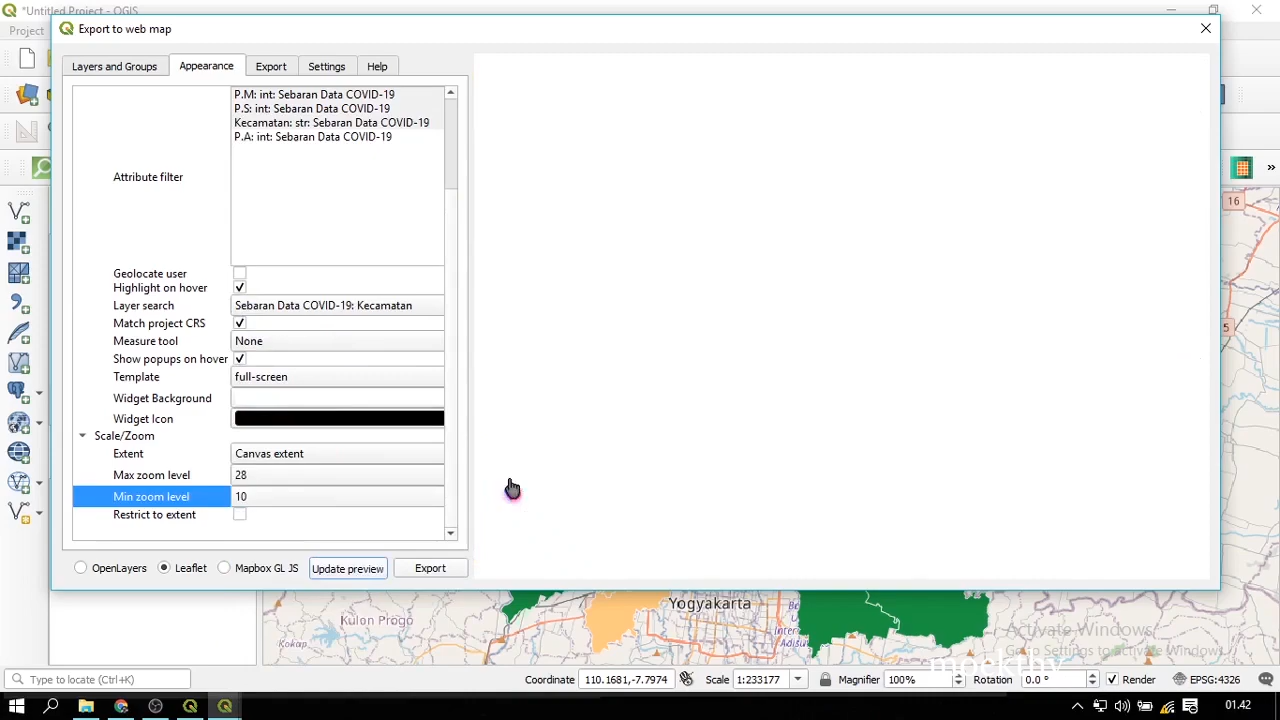 *Untitled Project — QGIS
Project
Export to web map
Layers and Groups
Appearance
Export
Settings
Help
P.M: int: Sebaran Data COVID-19
P.S: int: Sebaran Data COVID-19
Kecamatan: str: Sebaran Data COVID-19
P.A: int: Sebaran Data COVID-19
Attribute filter
Geolocate user
Highlight on hover
Layer search Sebaran Data COVID-19: Kecamatan
Match project CRS
Measure tool None
Show popups on hover
Template full-screen
Widget Background
Widget Icon
Scale/Zoom
Extent Canvas extent
Max zoom level 28
Min zoom level 10
Restrict to extent
OpenLayers Leaflet Mapbox GL JS Update preview Export
»
16
5
Yogyakarta
Kulon Progo
Kokap
Activate Windows
Go to Settings to activate Windows.
Type to locate (Ctrl+K)
Coordinate 110.1681,-7.7974
Scale 1:233177
Magnifier 100%
Rotation 0.0 °
Render
EPSG:4326
01.42